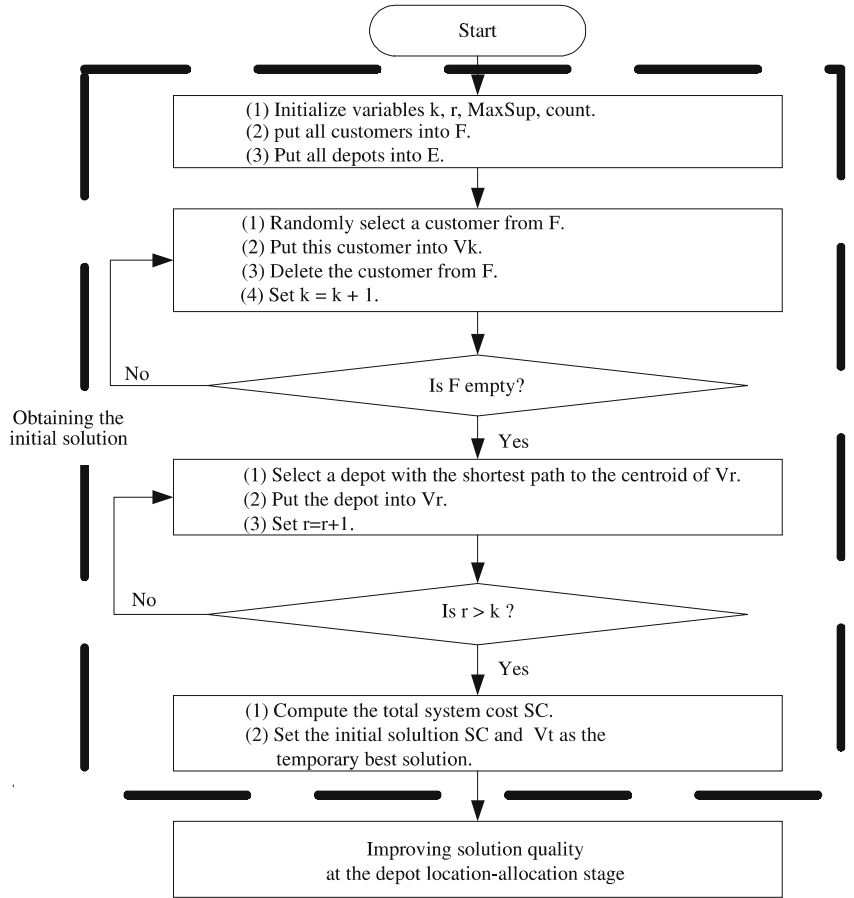 Start
(1) Initialize variables k, r, MaxSup, count.
(2) put all customers into F.
(3) Put all depots into E.
(1) Randomly select a customer from F.
(2) Put this customer into Vk.
(3) Delete the customer from F.
(4) Set k = k + 1.
No
Is F empty?
Obtaining the
initial solution
Yes
(1) Select a depot with the shortest path to the centroid of Vr.
(2) Put the depot into Vr.
(3) Set r=r+1.
No
Is r > k ?
Yes
(1) Compute the total system cost SC.
(2) Set the initial solultion SC and Vt as the
temporary best solution.
Improving solution quality
at the depot location-allocation stage